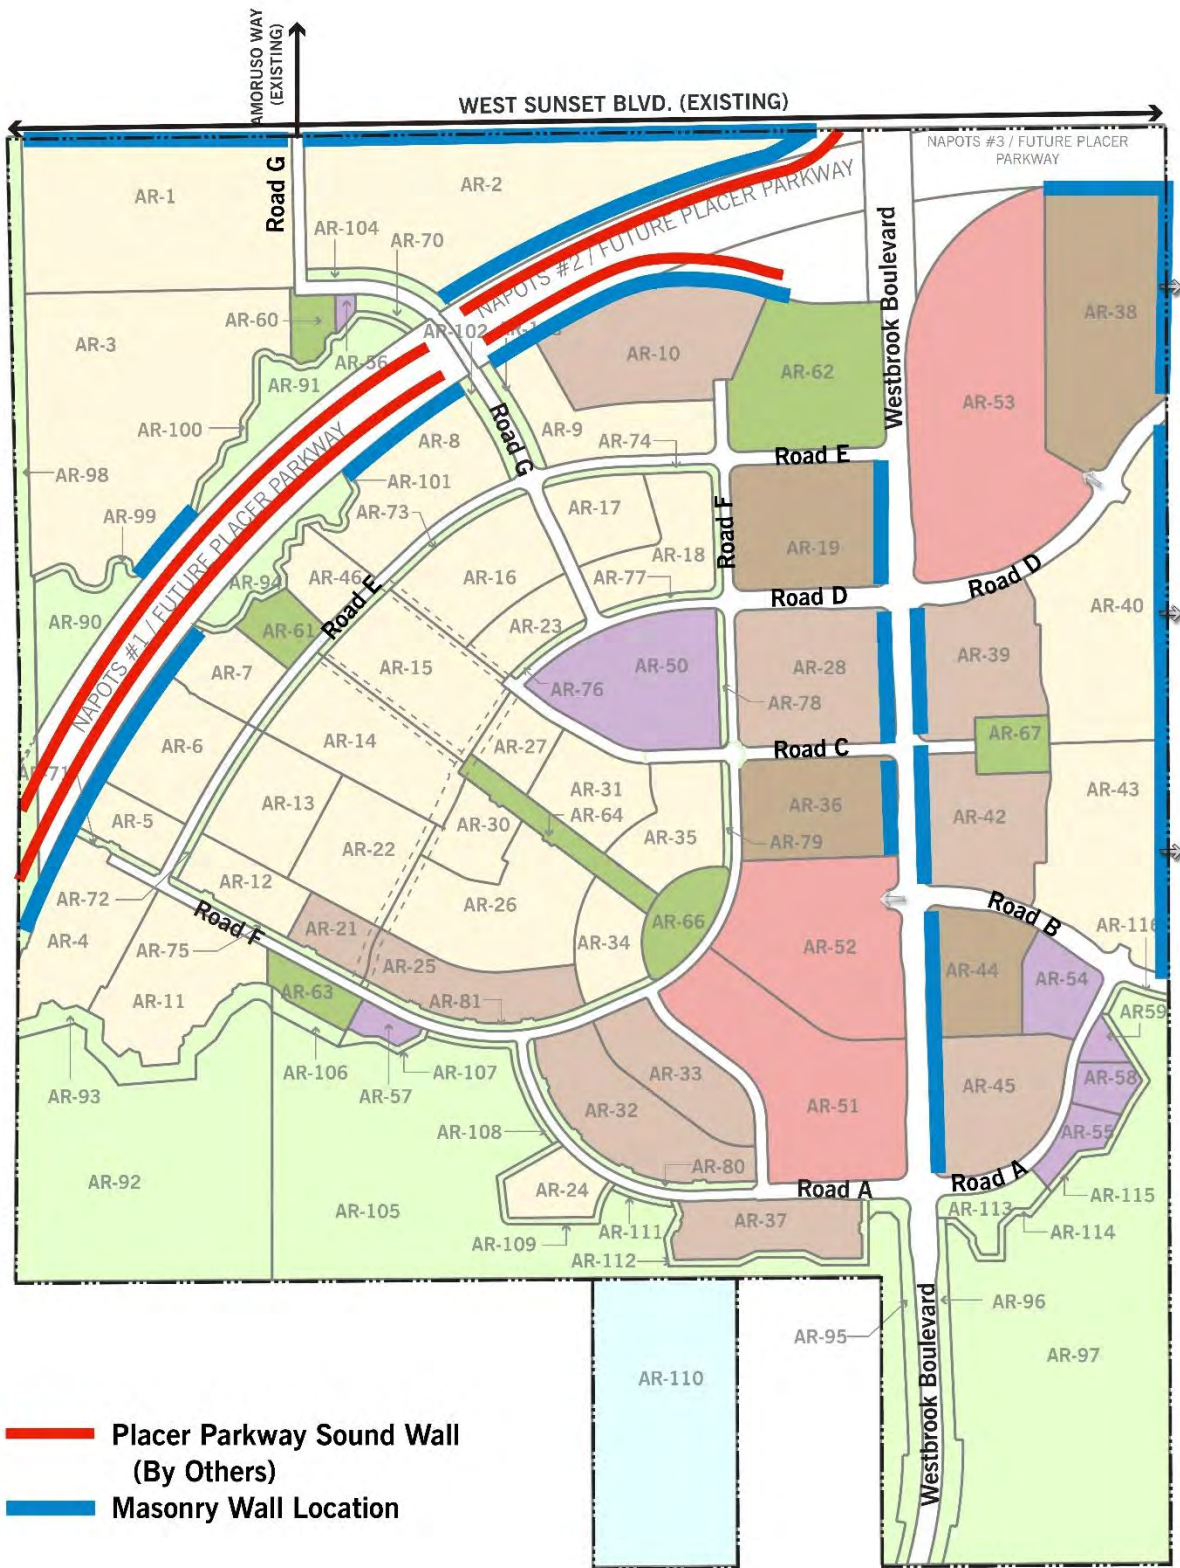 AMORUSO WAY
(EXISTING)
WEST SUNSET BLVD. (EXISTING)
NAPOTS #3 / FUTURE PLACER
PARKWAY
AR-1
Road G
AR-2
NAPOTS #2 / FUTURE PLACER PARKWAY
AR-104
AR-70
Westbrook Boulevard
AR-38
AR-60
AR-56
AR-102
AR-3
AR-10
AR-62
AR-91
AR-53
AR-100
AR-8
Road G
AR-9
AR-74
Road E
AR-98
AR-101
AR-99
AR-73
AR-17
Road F
AR-19
NAPOTS #1 / FUTURE PLACER PARKWAY
AR-18
AR-94
AR-46
AR-16
AR-77
Road D
Road D
AR-40
AR-90
AR-61
Road E
AR-23
AR-7
AR-15
AR-76
AR-50
AR-28
AR-39
AR-78
AR-6
AR-14
AR-27
Road C
AR-67
AR-71
AR-31
AR-43
AR-13
AR-64
AR-36
AR-5
AR-30
AR-35
AR-79
AR-42
AR-22
AR-12
AR-72
AR-26
AR-66
Road B
Road F
AR-21
AR-116
AR-4
AR-75
AR-34
AR-52
AR-25
AR-44
AR-54
AR-11
AR-63
AR-81
AR59
AR-106
AR-107
AR-33
AR-58
AR-93
AR-57
AR-32
AR-51
AR-45
AR-108
AR-55
AR-80
AR-92
AR-24
Road A
Road A
AR-115
AR-105
AR-111
AR-37
AR-113
AR-114
AR-109
AR-112
AR-96
AR-95
Westbrook Boulevard
AR-97
AR-110
Placer Parkway Sound Wall
(By Others)
Masonry Wall Location